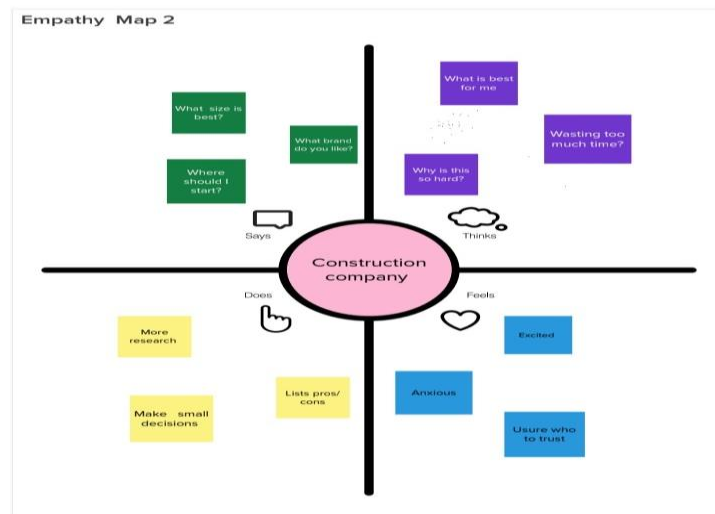 Empathy Map 2
What size is
best?
What brand
do you like?
Where
should I
start?
Says
What is best
for me
Wasting too
much time?
Why is this
so hard?
Thinks
Construction
company
Does
More
research
Lists pros/
cons
Make small
decisions
Feels
Excited
Anxious
Usure who
to trust